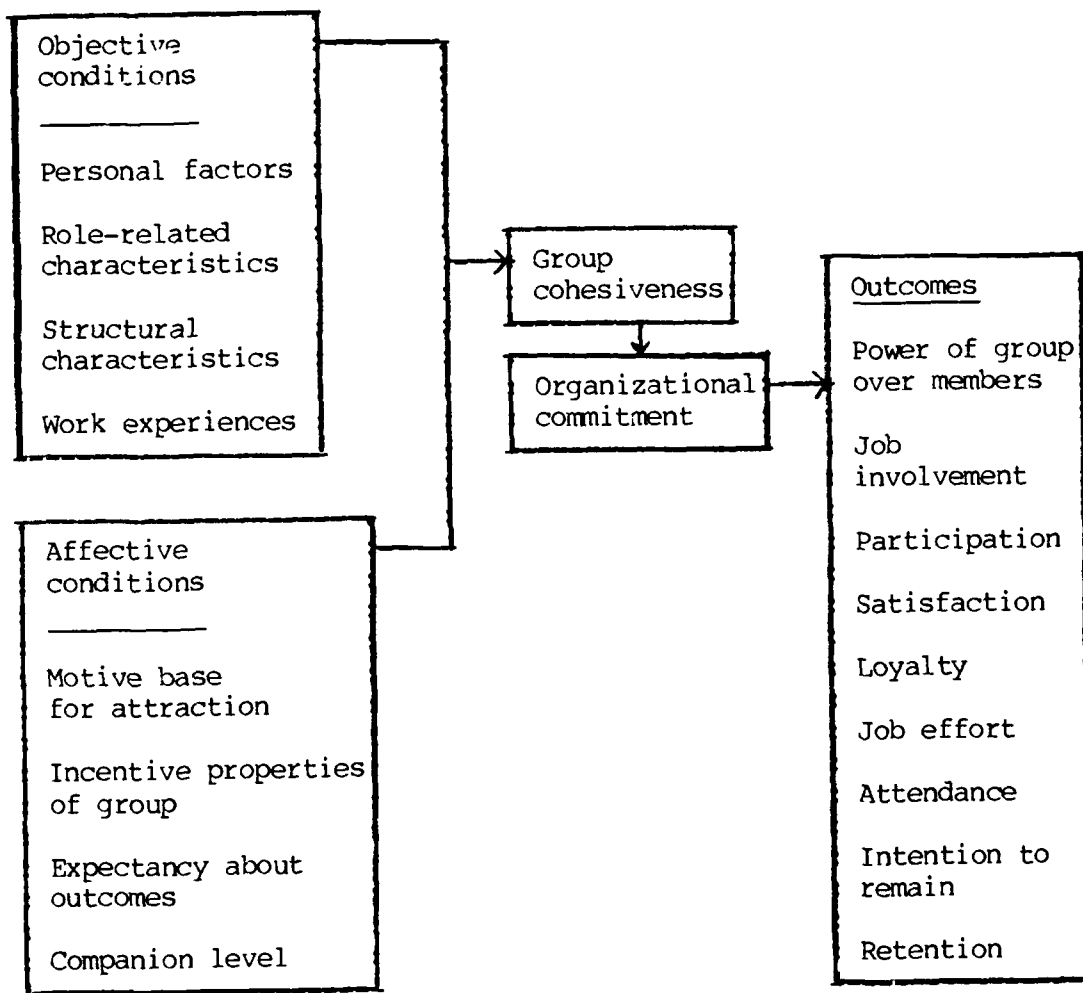 Objective
conditions
Personal factors
Role-related
characteristics
Structural
characteristics
Work experiences
Affective
conditions
Motive base
for attraction
Incentive properties
of group
Expectancy about
outcomes
Companion level
Group
cohesiveness
Organizational
commitment
Outcomes
Power of group
over members
Job
involvement
Participation
Satisfaction
Loyalty
Job effort
Attendance
Intention to
remain
Retention